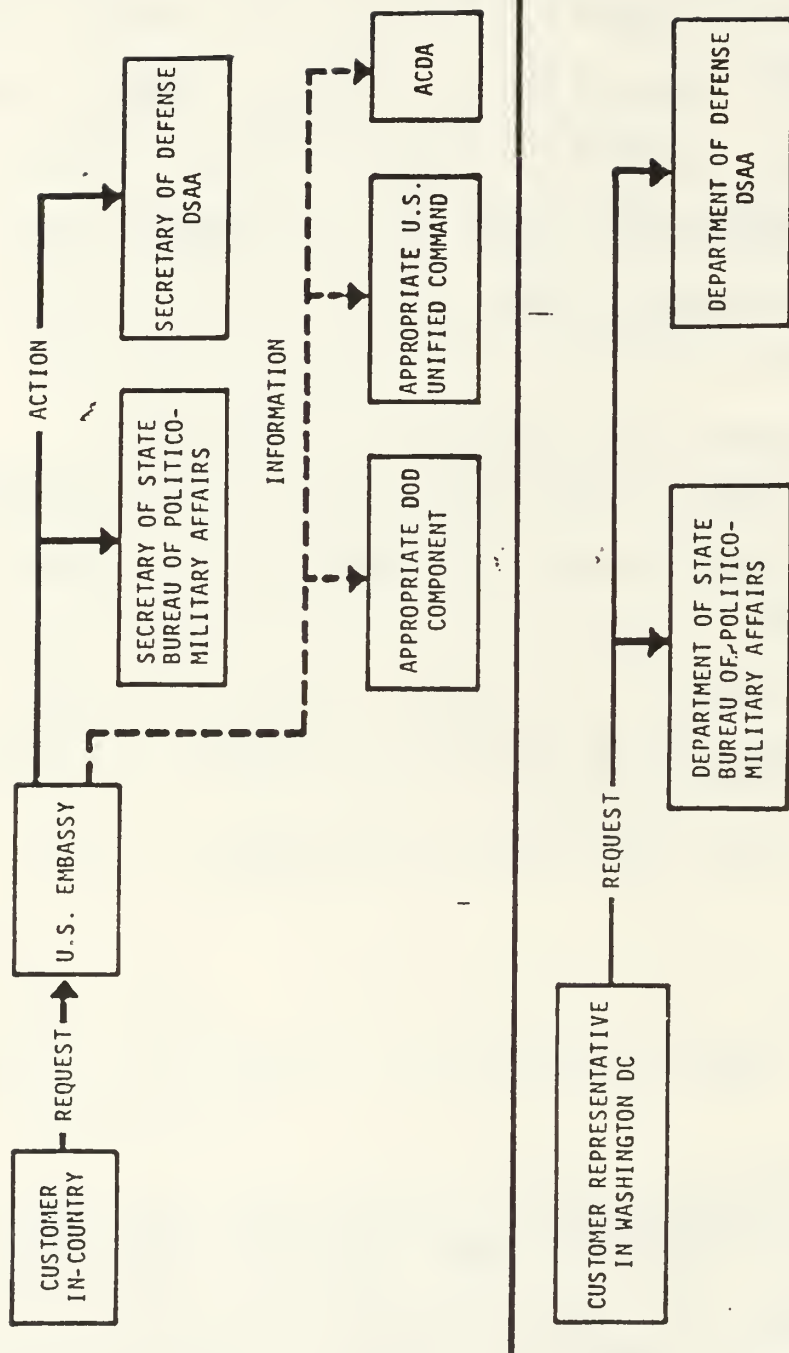 CUSTOMER
IN-COUNTRY
REQUEST
U.S. EMBASSY
ACTION
SECRETARY OF STATE
BUREAU OF POLITICO-
MILITARY AFFAIRS
SECRETARY OF DEFENSE
DSAA
INFORMATION
APPROPRIATE DOD
COMPONENT
APPROPRIATE U.S.
UNIFIED COMMAND
ACDA
CUSTOMER REPRESENTATIVE
IN WASHINGTON DC
REQUEST
DEPARTMENT OF STATE
BUREAU OF POLITICO-
MILITARY AFFAIRS
DEPARTMENT OF DEFENSE
DSAA